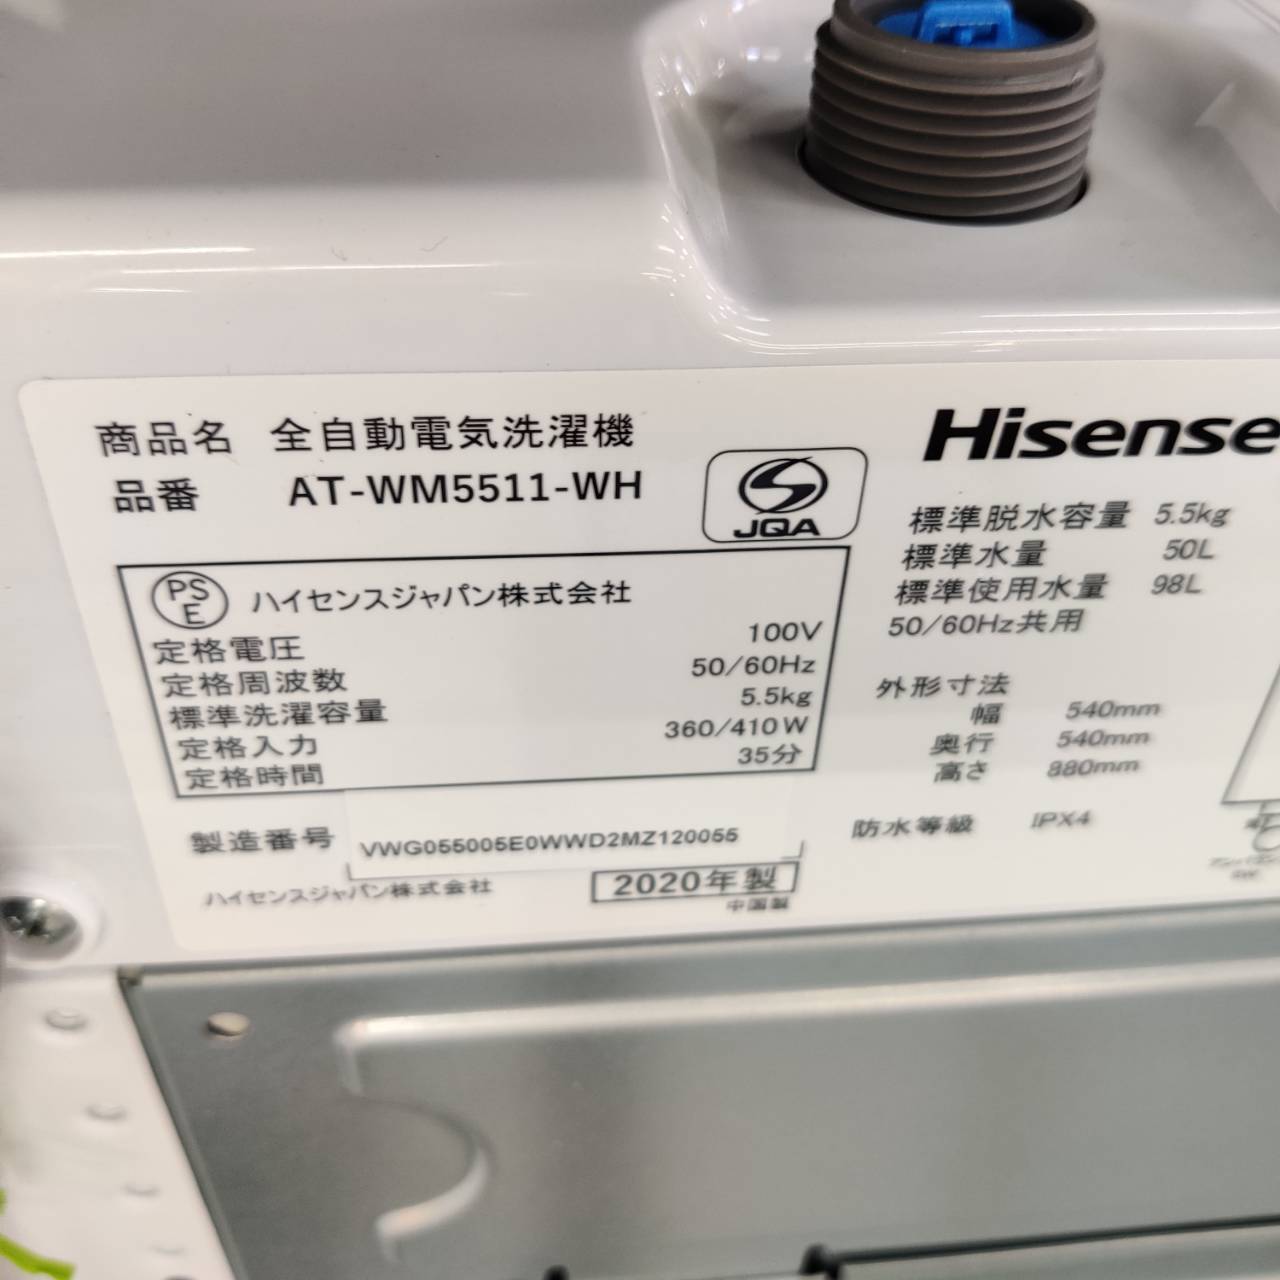 商品名 全自動電気洗濯機
品番 AT-WM5511-WH
JQA
Hisense
標準脱水容量 5.5kg
標準水量 50L
標準使用水量 98L
50/60Hz共用
外形寸法
幅 540mm
奥行 540mm
高さ 880mm
防水等級 IPX4
PS
E
ハイセンスジャパン株式会社
定格電圧 100V
定格周波数 50/60Hz
標準洗濯容量 5.5kg
定格入力 360/410W
定格時間 35分
製造番号 VWG055005E0WWD2MZ120055
ハイセンスジャパン株式会社
2020年製
中国製